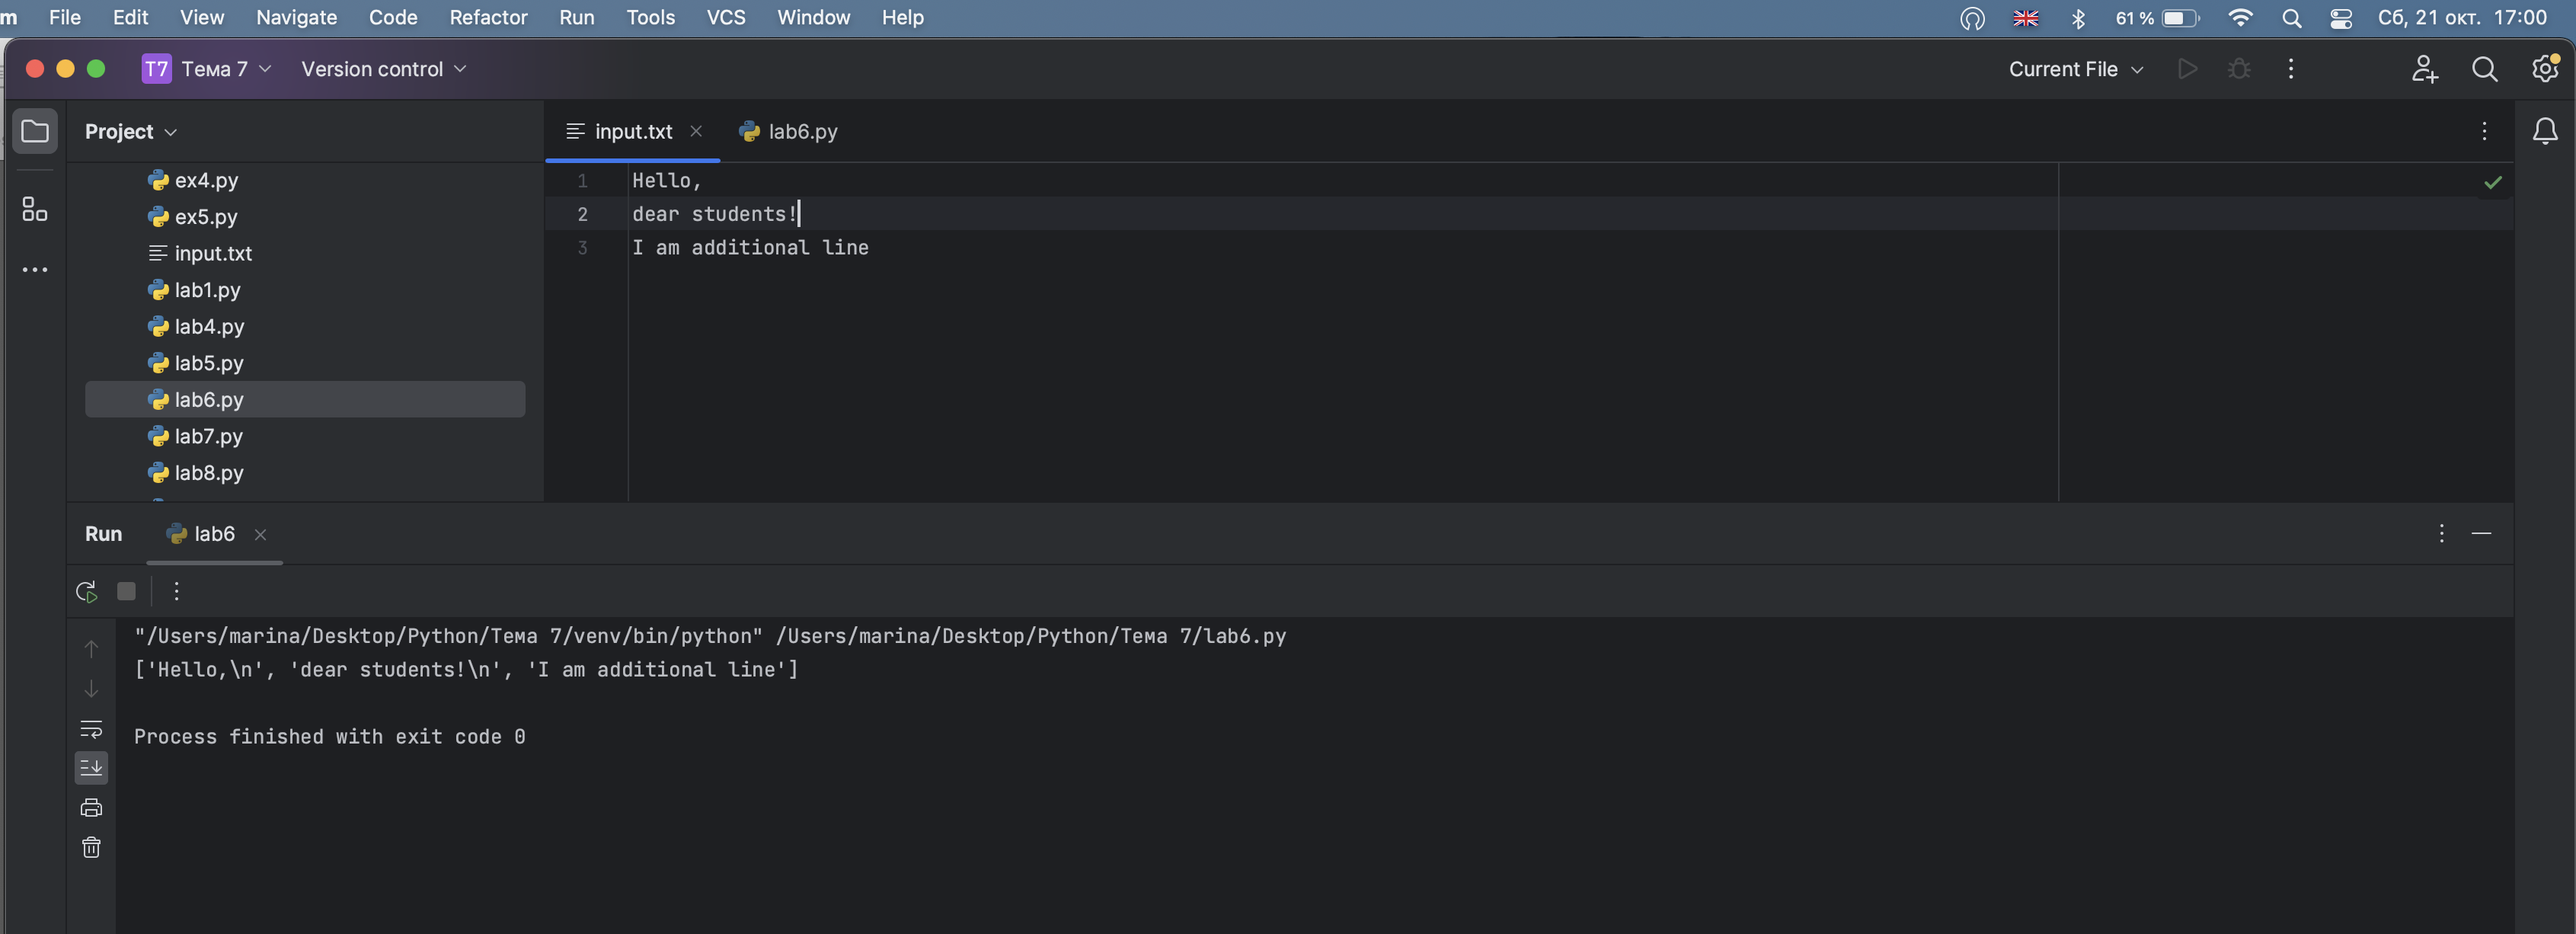 m File Edit View Navigate Code Refactor Run Tools VCS Window Help 61 % Сб, 21 окт. 17:00
T7 Тема 7 Version control Current File
Project
input.txt lab6.py
ex4.py
ex5.py
input.txt
lab1.py
lab4.py
lab5.py
lab6.py
lab7.py
lab8.py
1 Hello,
2 dear students!
3 I am additional line
Run lab6
"/Users/marina/Desktop/Python/Тема 7/venv/bin/python" /Users/marina/Desktop/Python/Тема 7/lab6.py
['Hello,\n', 'dear students!\n', 'I am additional line']
Process finished with exit code 0